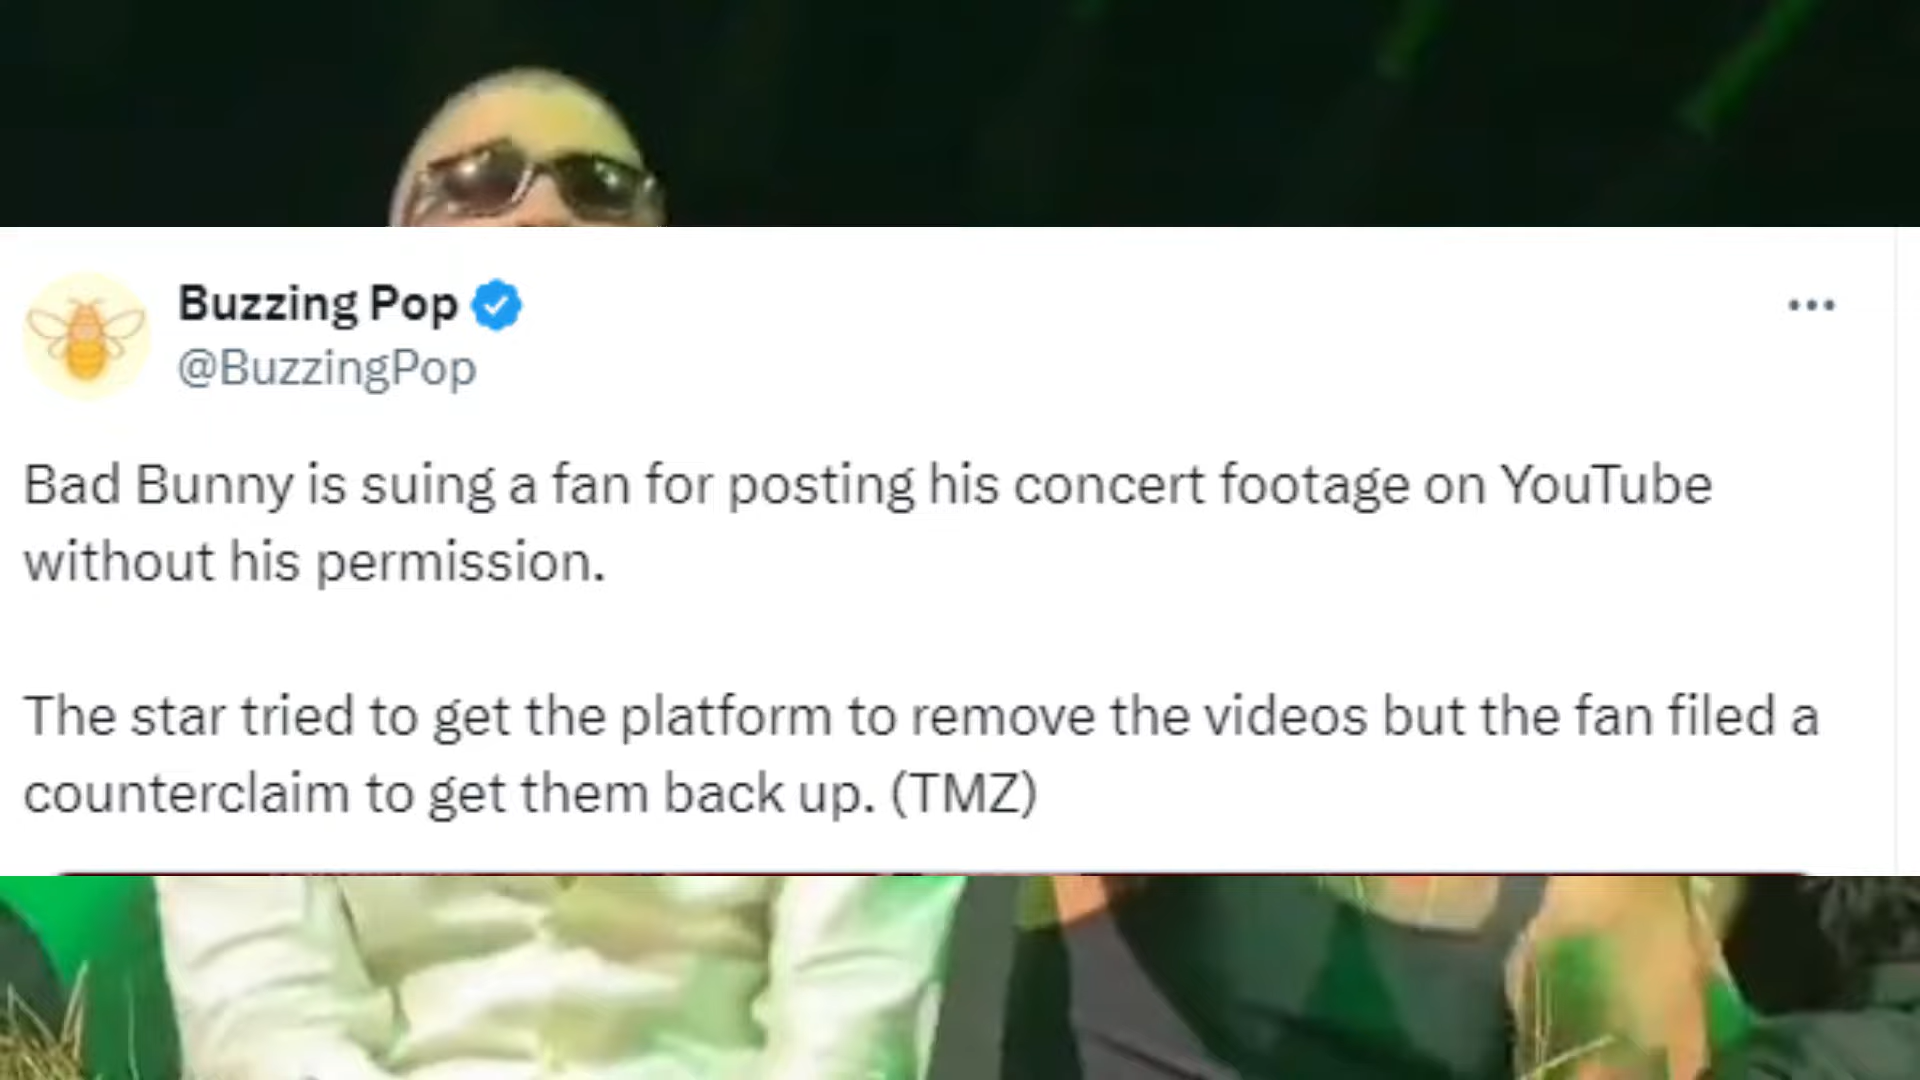 Buzzing Pop
@BuzzingPop
Bad Bunny is suing a fan for posting his concert footage on YouTube
without his permission.
The star tried to get the platform to remove the videos but the fan filed a
counterclaim to get them back up. (TMZ)